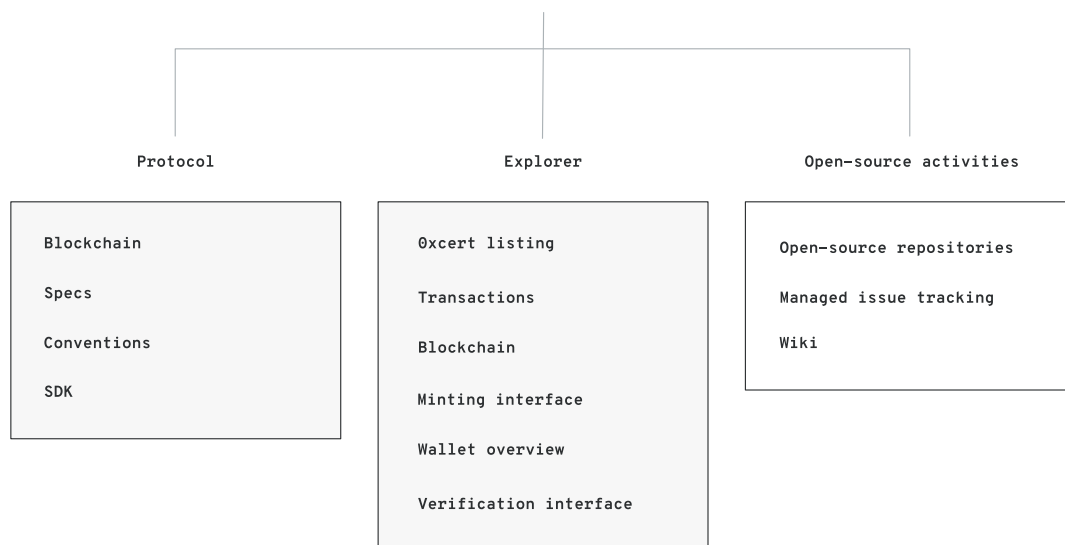 Protocol
Blockchain
Specs
Conventions
SDK
Explorer
0xcert listing
Transactions
Blockchain
Minting interface
Wallet overview
Verification interface
Open-source activities
Open-source repositories
Managed issue tracking
Wiki